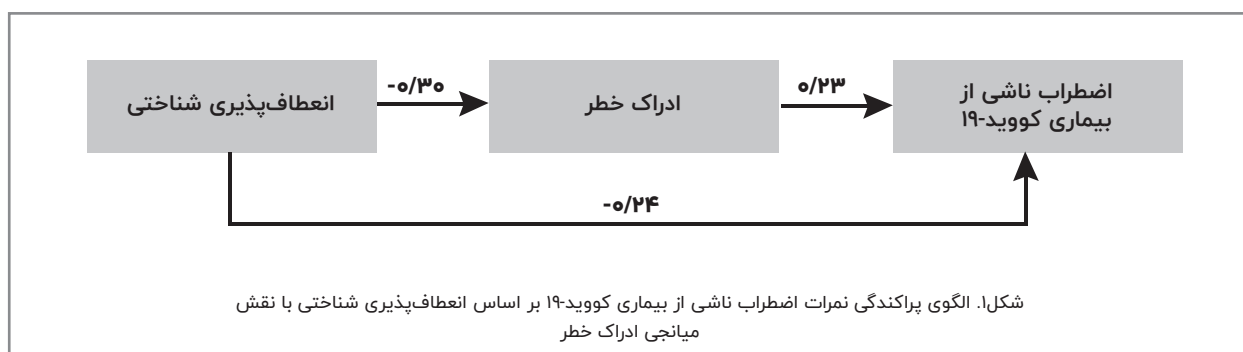 انعطاف‌پذیری شناختی
-۰/۳۰
ادراک خطر
۰/۲۳
اضطراب ناشی از
بیماری کووید-۱۹
-۰/۲۴
شکل۱. الگوی پراکندگی نمرات اضطراب ناشی از بیماری کووید-۱۹ بر اساس انعطاف‌پذیری شناختی با نقش
میانجی ادراک خطر